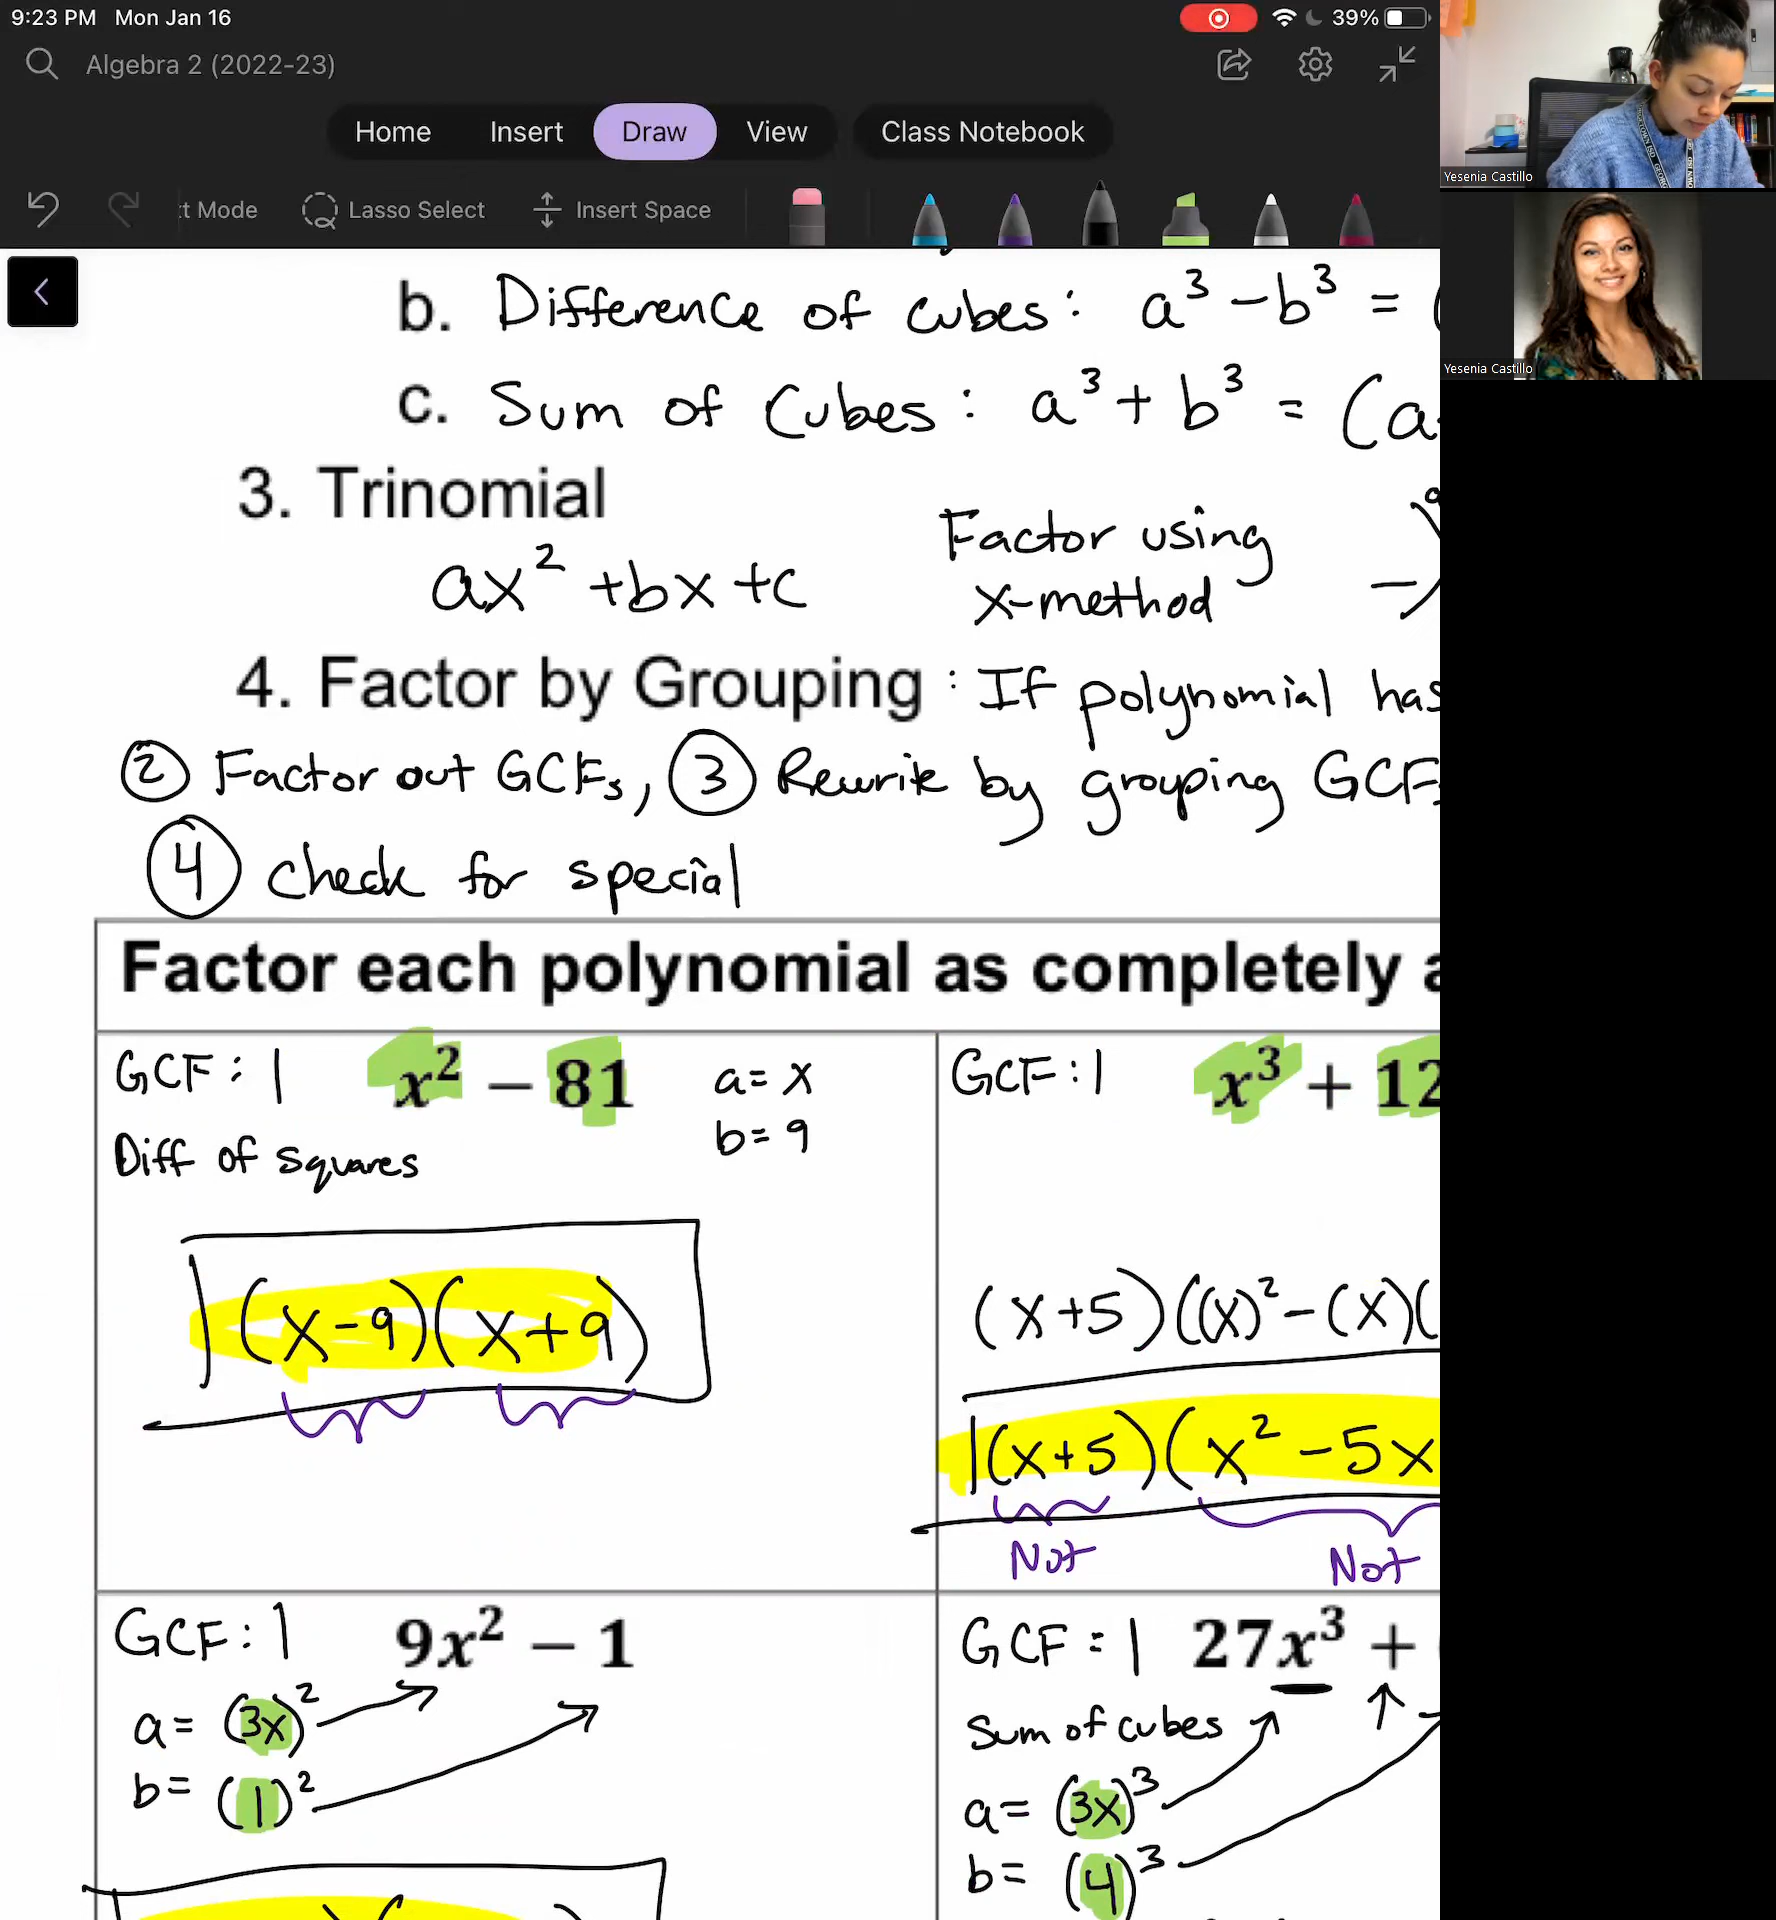 9:23 PM Mon Jan 16
39%
Algebra 2 (2022-23)
Home Insert Draw View Class Notebook
t Mode Lasso Select Insert Space
Yesenia Castillo
Yesenia Castillo
b. Difference of cubes: a³ - b³ = (
c. Sum of Cubes: a³ + b³ = (a
3. Trinomial
ax² + bx + c
Factor using
x-method
4. Factor by Grouping : If polynomial has
② Factor out GCFs, ③ Rewrite by grouping GCF
④ Check for special
Factor each polynomial as completely a
GCF: 1 x² – 81 a = x
b = 9
Diff of squares
1(x-9)(x+9)
GCF: 1 x³ + 12
(x+5)((x)²-(x)(
1(x+5)(x²-5x
Not Not
GCF: 1 9x² – 1
a = (3x)²
b = (1)²
GCF = 1 27x³ +
Sum of cubes
a = (3x)³
b = (4)³